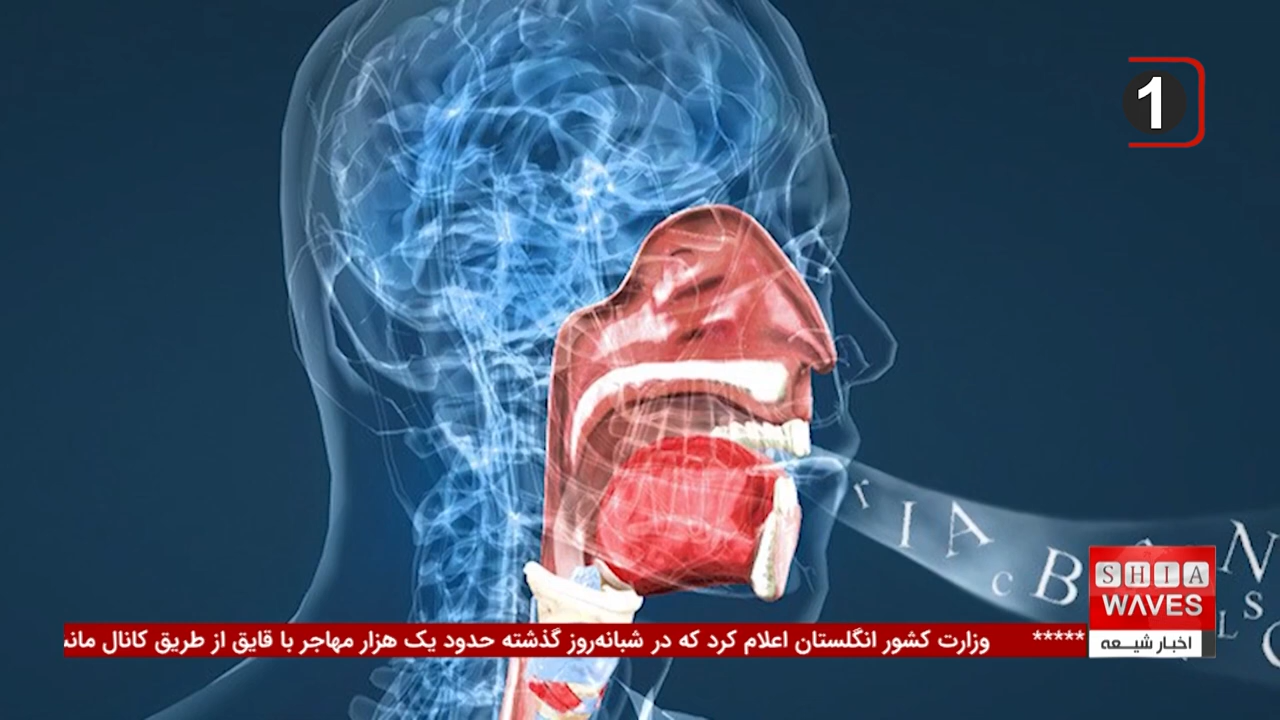 1
r I A c B N L S
SHIA
WAVES
اخبار شیعه
***** وزارت کشور انگلستان اعلام کرد که در شبانه‌روز گذشته حدود یک هزار مهاجر با قایق از طریق کانال